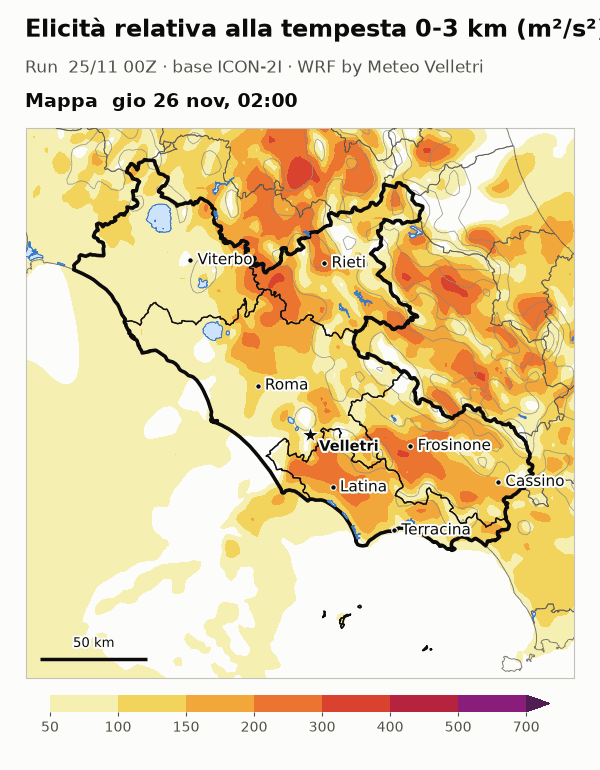 Elicità relativa alla tempesta 0-3 km (m²/s²)
Run  25/11 00Z · base ICON-2I · WRF by Meteo Velletri
Mappa  gio 26 nov, 02:00
Viterbo
Rieti
Roma
Velletri
Frosinone
Latina
Cassino
Terracina
50 km
50 100 150 200 300 400 500 700